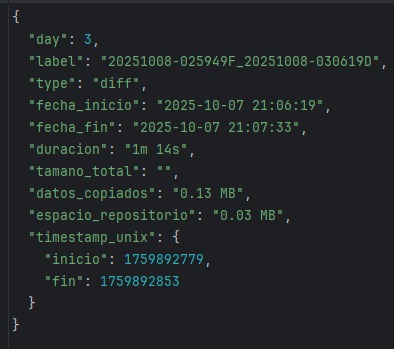 {
  "day": 3,
  "label": "20251008-025949F_20251008-030619D",
  "type": "diff",
  "fecha_inicio": "2025-10-07 21:06:19",
  "fecha_fin": "2025-10-07 21:07:33",
  "duracion": "1m 14s",
  "tamano_total": "",
  "datos_copiados": "0.13 MB",
  "espacio_repositorio": "0.03 MB",
  "timestamp_unix": {
    "inicio": 1759892779,
    "fin": 1759892853
  }
}